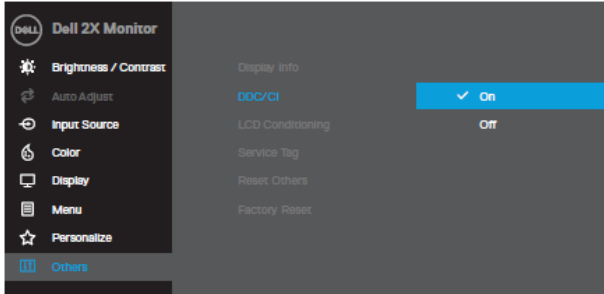 DELL
Dell 2X Monitor
Brightness / Contrast
Display Info
Auto Adjust
DDC/CI
On
Input Source
LCD Conditioning
Off
Color
Service Tag
Display
Reset Others
Menu
Factory Reset
Personalize
Others